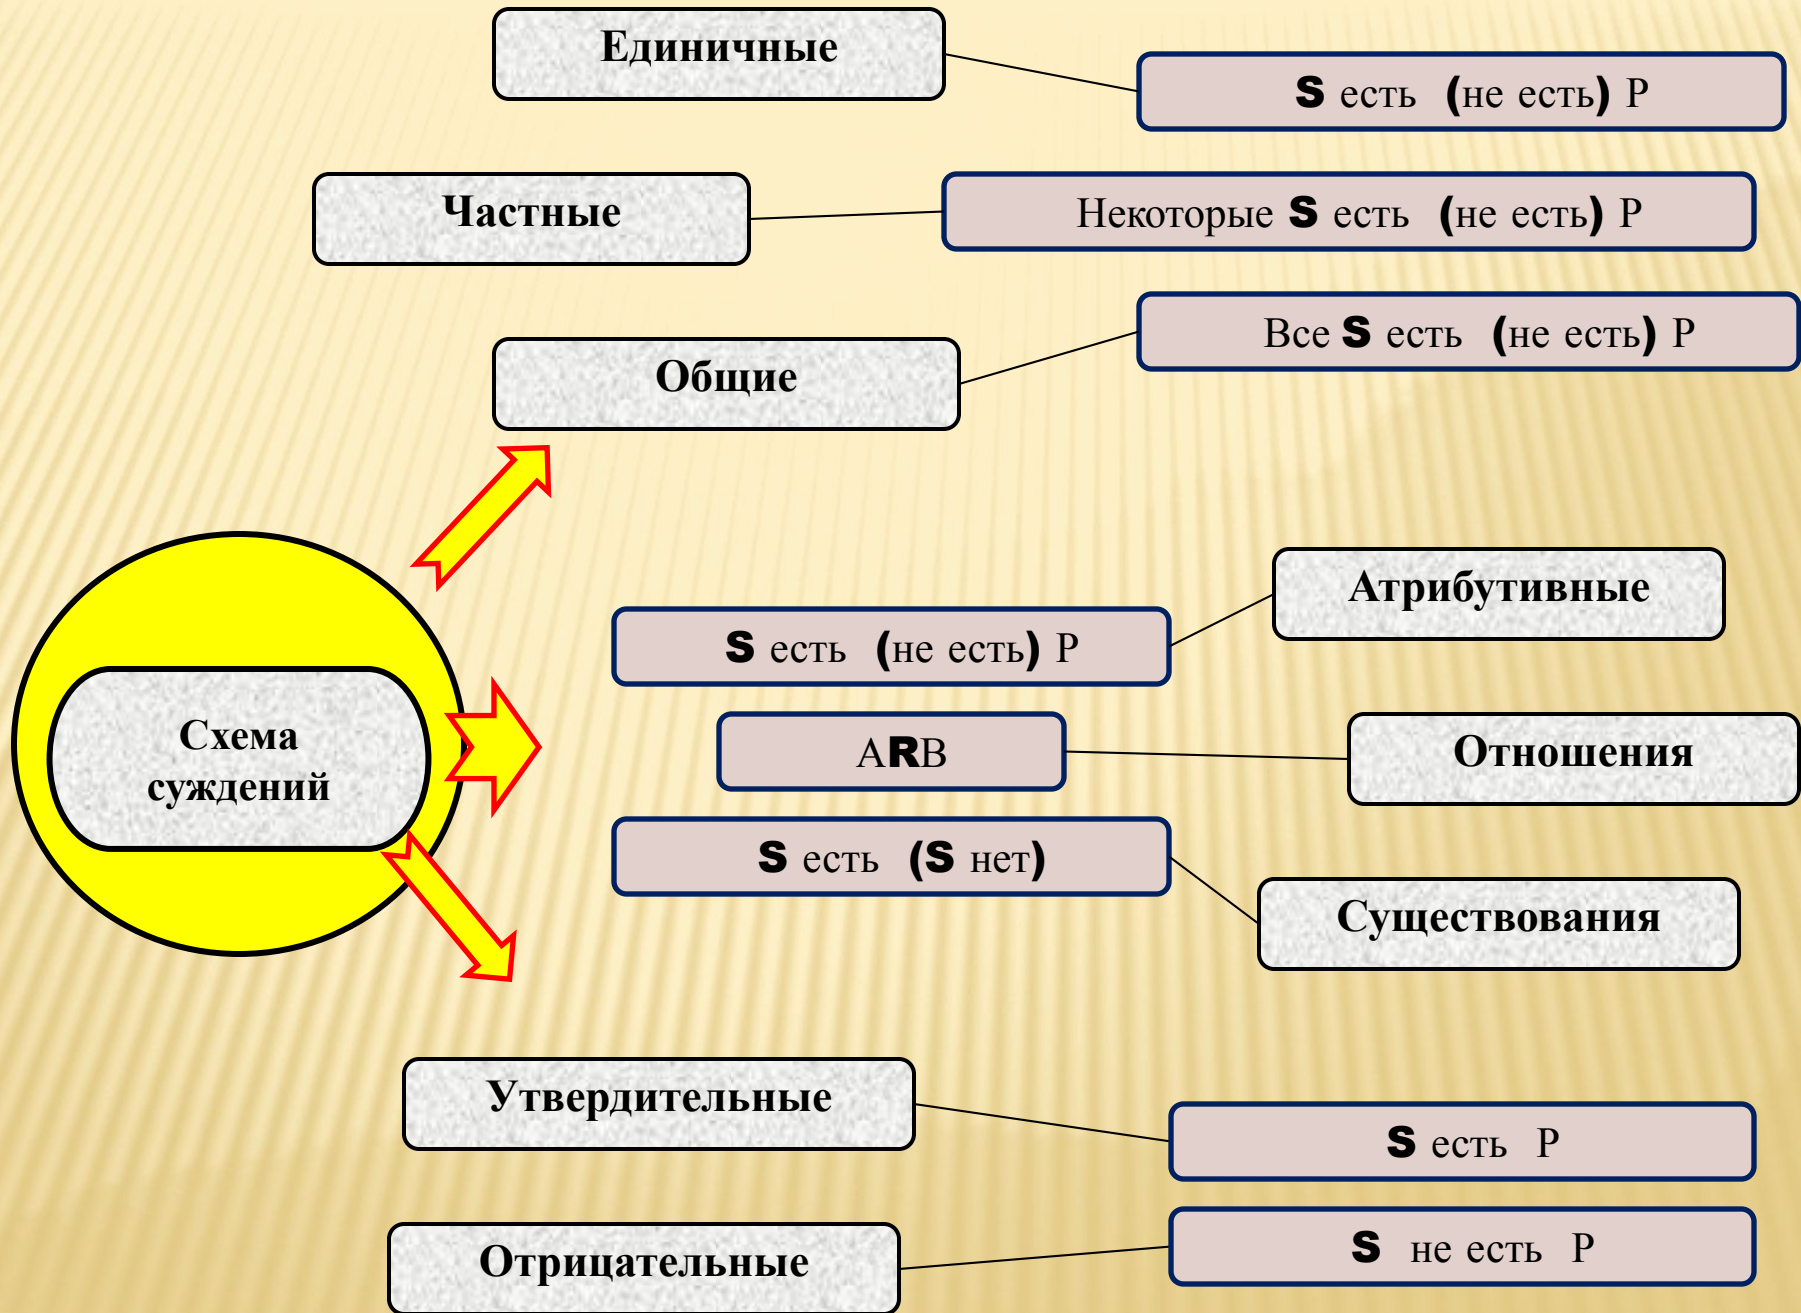 Единичные
S есть (не есть) Р
Частные
Некоторые S есть (не есть) Р
Все S есть (не есть) Р
Общие
Атрибутивные
S есть (не есть) Р
Схема
суждений
АRВ
Отношения
S есть (S нет)
Существования
Утвердительные
S есть Р
Отрицательные
S не есть Р